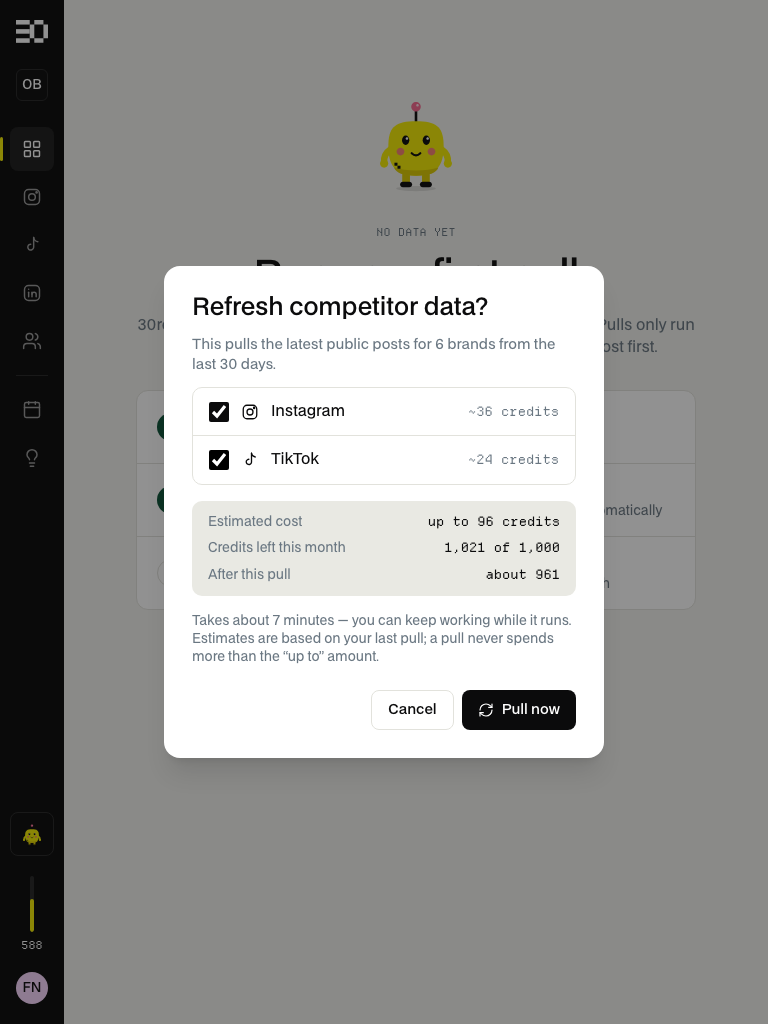 OB
NO DATA YET
Refresh competitor data?
This pulls the latest public posts for 6 brands from the
last 30 days.
Instagram
~36 credits
TikTok
~24 credits
Estimated cost
up to 96 credits
Credits left this month
1,021 of 1,000
After this pull
about 961
Takes about 7 minutes — you can keep working while it runs.
Estimates are based on your last pull; a pull never spends
more than the “up to” amount.
Cancel
Pull now
Pulls only run
first.
588
FN